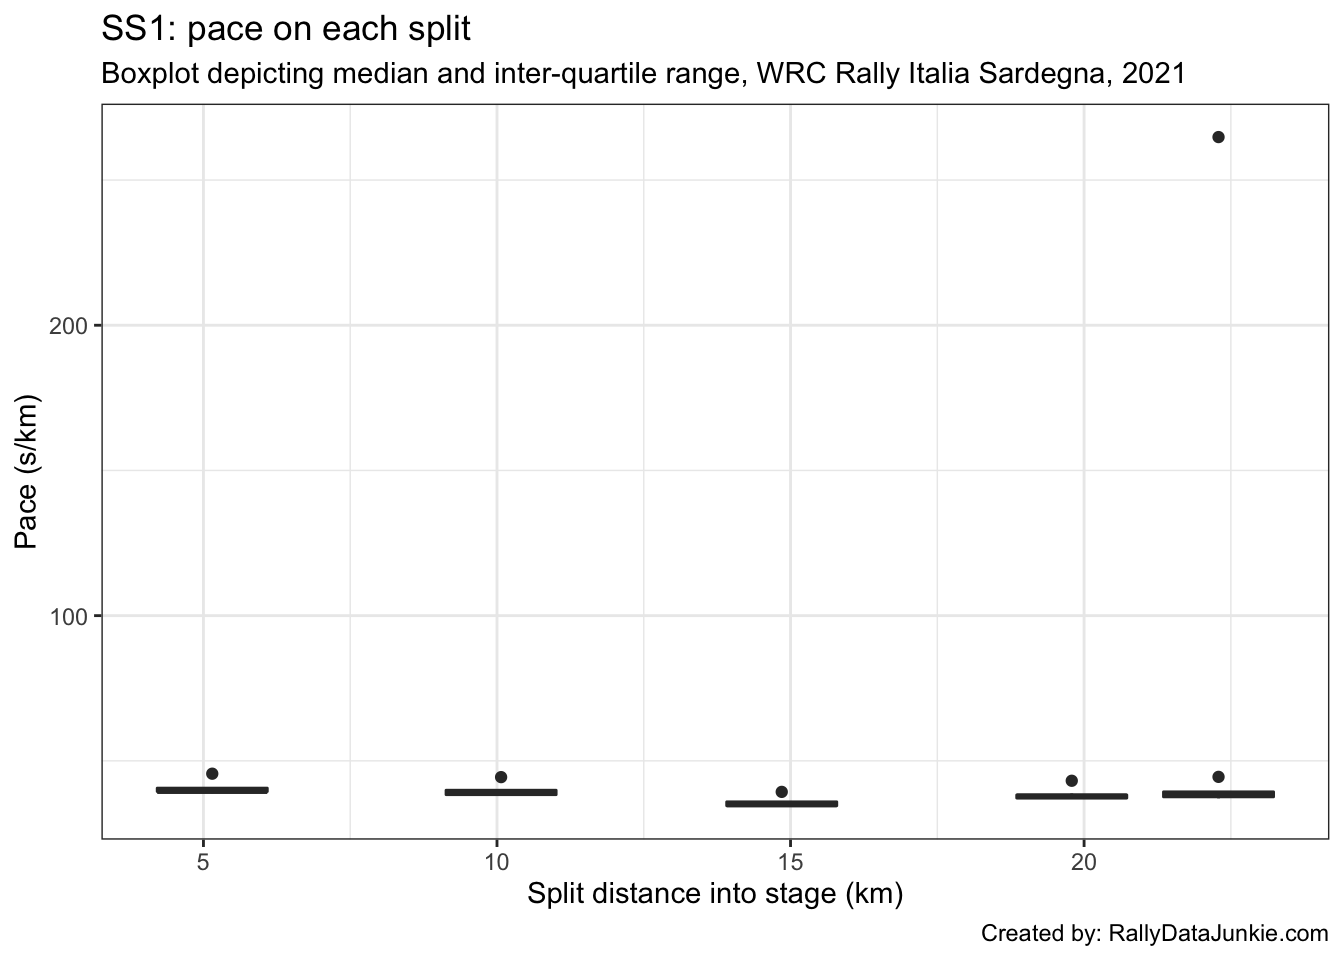 SS1: pace on each split
Boxplot depicting median and inter-quartile range, WRC Rally Italia Sardegna, 2021
Pace (s/km)
200
100
5 10 15 20
Split distance into stage (km)
Created by: RallyDataJunkie.com